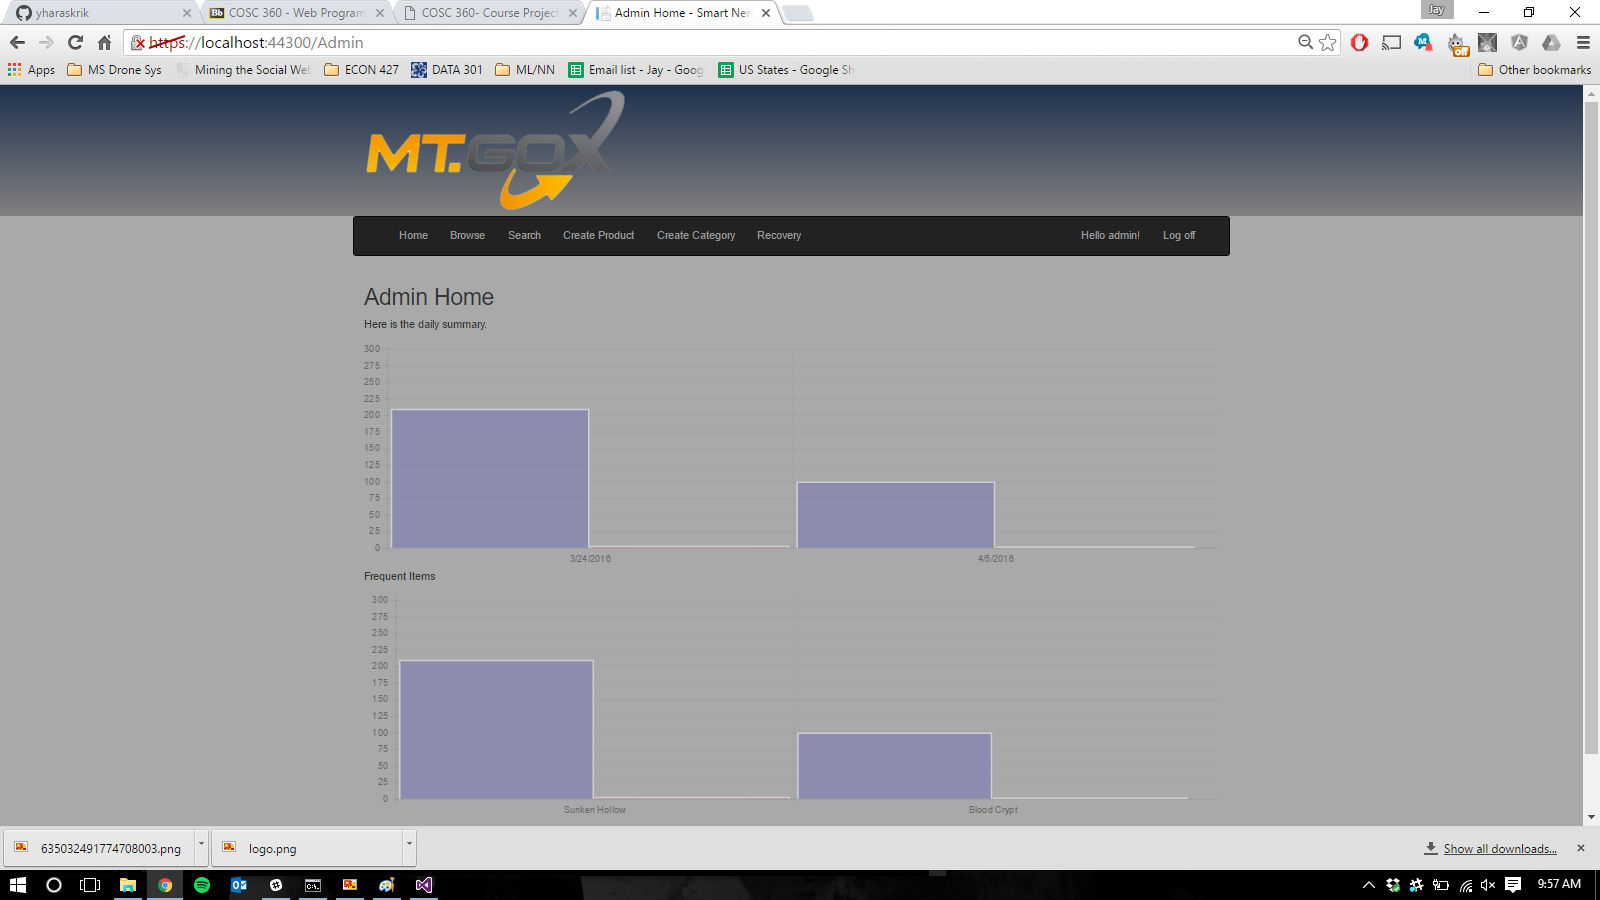 yharaskrik
COSC 360 - Web Program
COSC 360- Course Project
Admin Home - Smart Ner
Jay
https://localhost:44300/Admin
Apps
MS Drone Sys
Mining the Social Web
ECON 427
DATA 301
ML/NN
Email list - Jay - Goog
US States - Google Sh
Other bookmarks
MT.GOX
Home Browse Search Create Product Create Category Recovery Hello admin! Log off
Admin Home
Here is the daily summary.
300
275
250
225
200
175
150
125
100
75
50
25
0
3/24/2016 4/5/2016
Frequent Items
300
275
250
225
200
175
150
125
100
75
50
25
0
Sunken Hollow Blood Crypt
635032491774708003.png
logo.png
Show all downloads...
9:57 AM